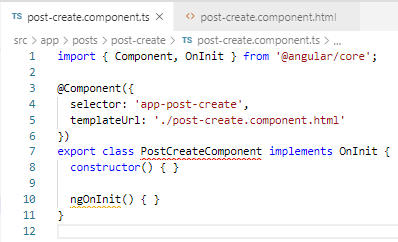 TS post-create.component.ts × <> post-create.component.html
src > app > posts > post-create > TS post-create.component.ts > ...
1 import { Component, OnInit } from '@angular/core';
2
3 @Component({
4 selector: 'app-post-create',
5 templateUrl: './post-create.component.html'
6 })
7 export class PostCreateComponent implements OnInit {
8 constructor() { }
9
10 ngOnInit() { }
11 }
12